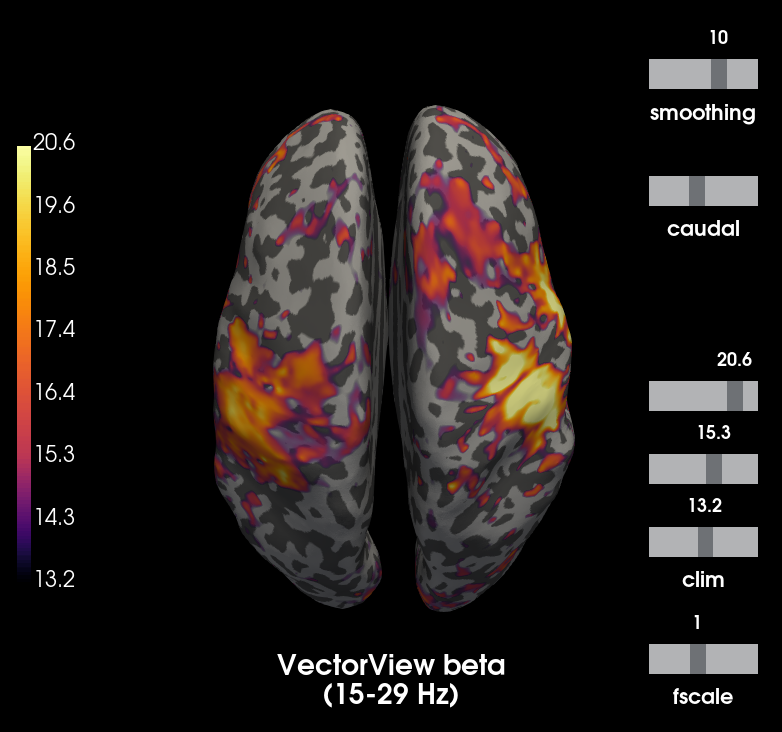 20.6
19.6
18.5
17.4
16.4
15.3
14.3
13.2
10
smoothing
caudal
20.6
15.3
13.2
clim
1
fscale
VectorView beta
(15-29 Hz)